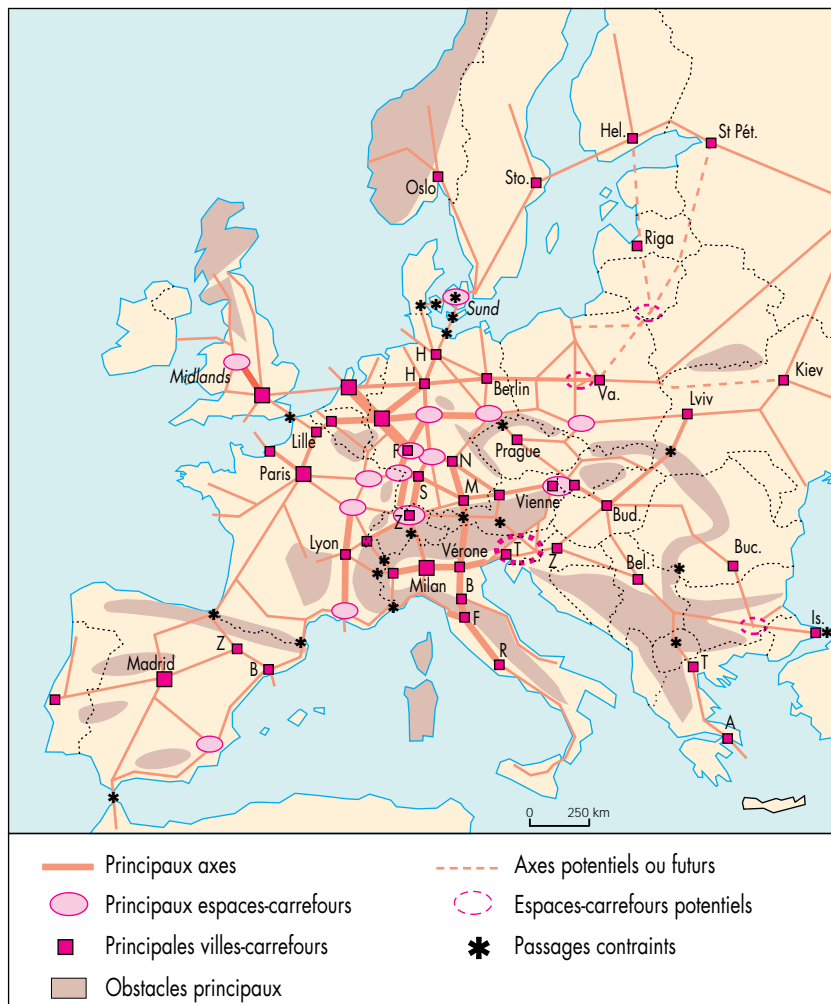 Hel.
St Pét.
Oslo
Sto.
Riga
Sund
H
Midlands
H
Berlin
Va.
Kiev
Lviv
Lille
F
Prague
Paris
N
S
M
Vienne
Z
Bud.
Lyon
Vérone
T
Z
Buc.
Milan
Bel.
B
F
Is.
Z
Madrid
B
R
T
A
0 250 km
Principaux axes
Axes potentiels ou futurs
Principaux espaces-carrefours
Espaces-carrefours potentiels
Principales villes-carrefours
Passages contraints
Obstacles principaux